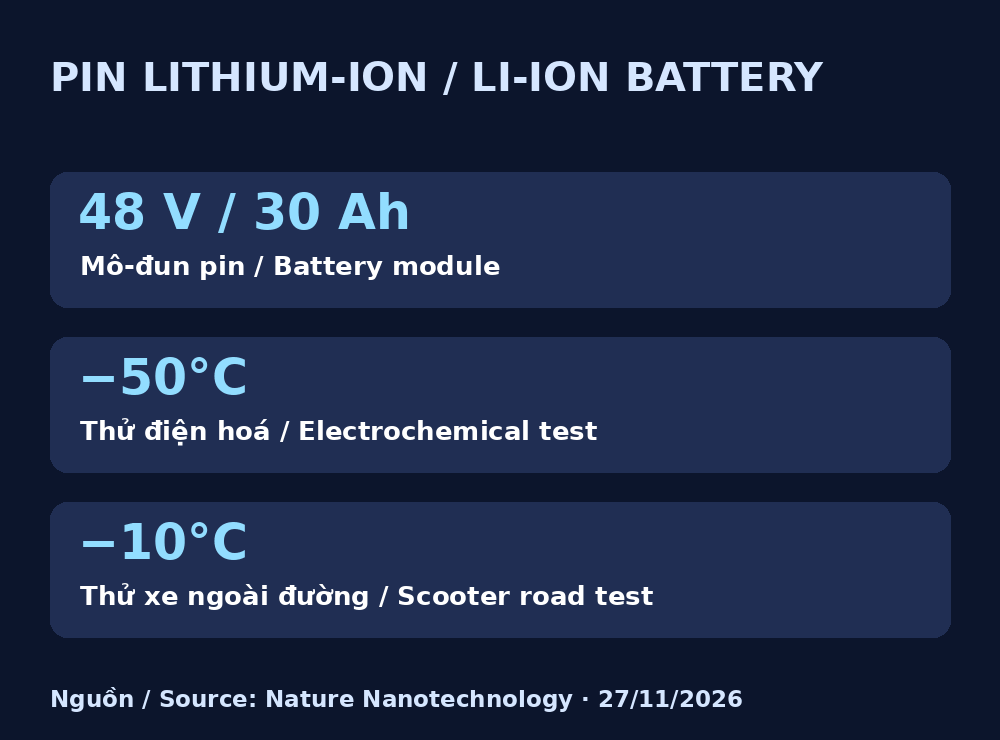 PIN LITHIUM-ION / LI-ION BATTERY
48 V / 30 Ah
Mô-đun pin / Battery module
−50°C
Thử điện hoá / Electrochemical test
−10°C
Thử xe ngoài đường / Scooter road test
Nguồn / Source: Nature Nanotechnology · 27/11/2026